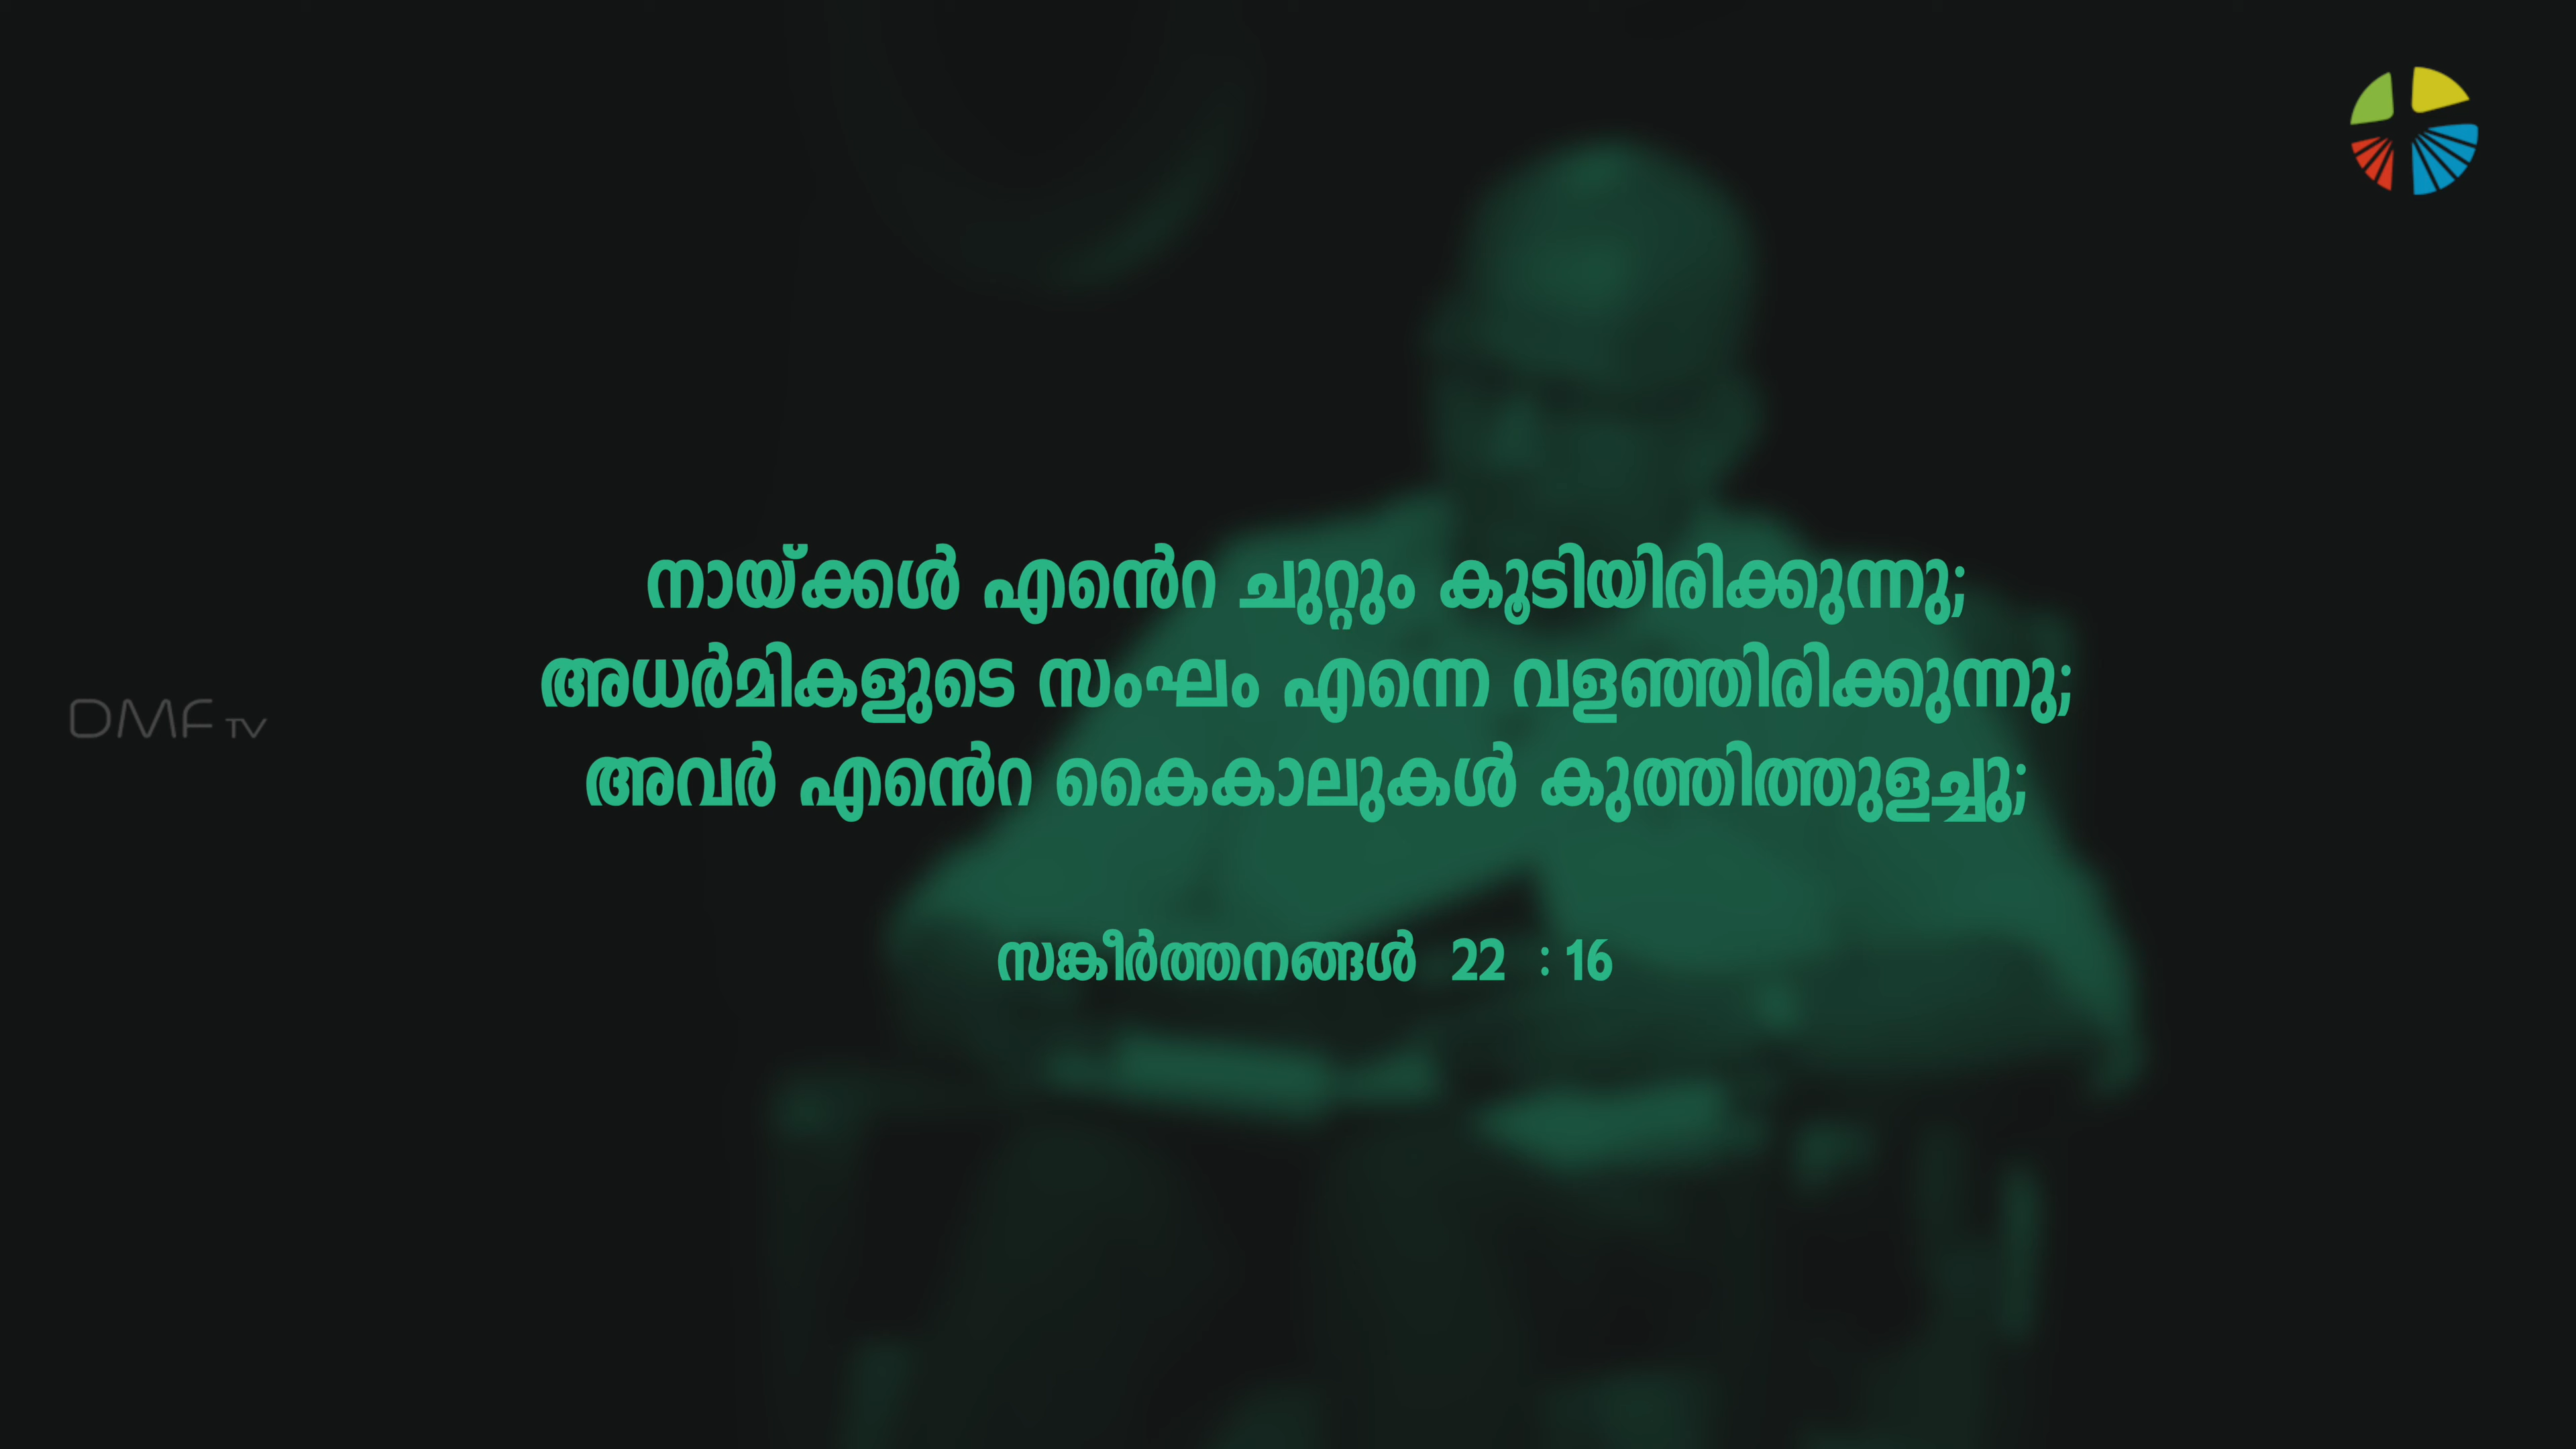 DMF TV
നായ്ക്കൾ എൻെറ ചുറ്റും കൂടിയിരിക്കുന്നു;
അധർമികളുടെ സംഘം എന്നെ വളഞ്ഞിരിക്കുന്നു;
അവർ എൻെറ കൈകാലുകൾ കുത്തിത്തുളച്ചു;
സങ്കീർത്തനങ്ങൾ 22 : 16